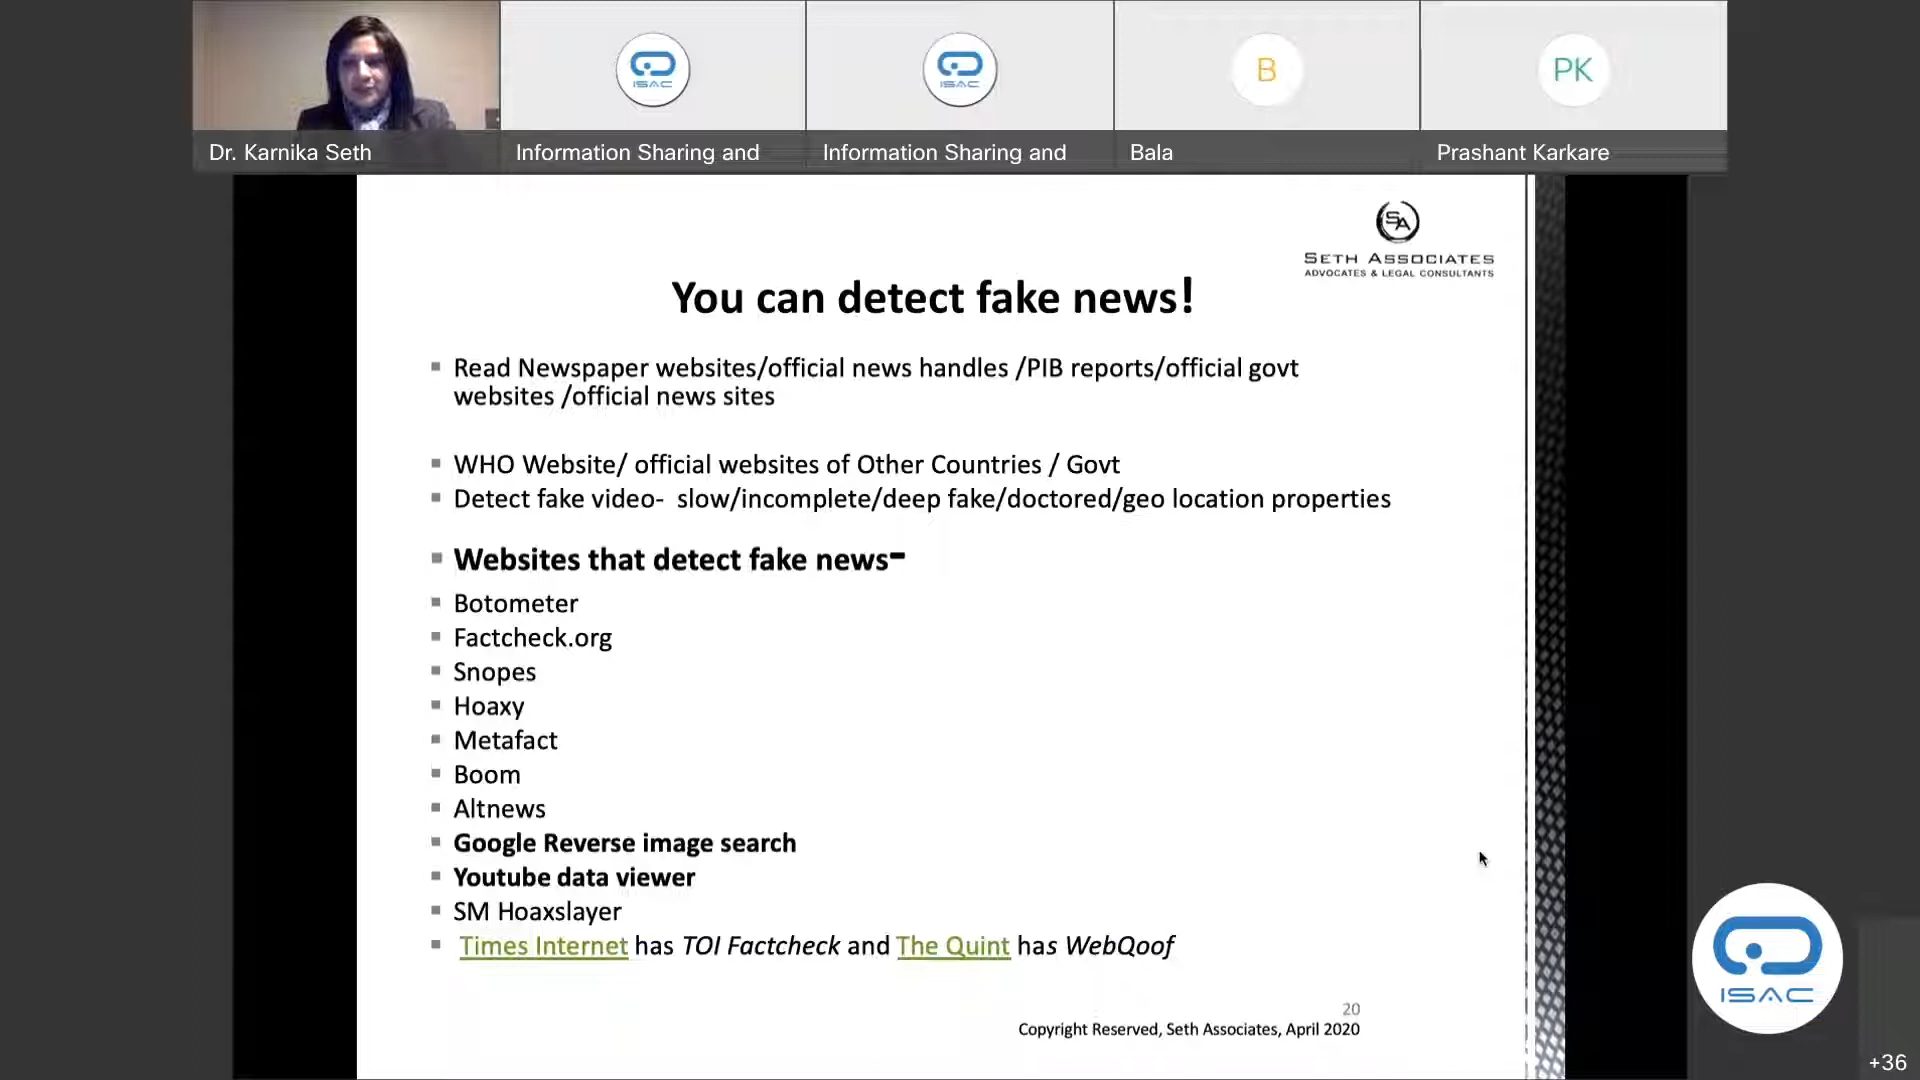 ISAC
ISAC
B
PK
Dr. Karnika Seth
Information Sharing and
Information Sharing and
Bala
Prashant Karkare
SA
SETH ASSOCIATES
ADVOCATES & LEGAL CONSULTANTS
You can detect fake news!
Read Newspaper websites/official news handles /PIB reports/official govt
websites /official news sites
WHO Website/ official websites of Other Countries / Govt
Detect fake video- slow/incomplete/deep fake/doctored/geo location properties
Websites that detect fake news-
Botometer
Factcheck.org
Snopes
Hoaxy
Metafact
Boom
Altnews
Google Reverse image search
Youtube data viewer
SM Hoaxslayer
Times Internet has TOI Factcheck and The Quint has WebQoof
20
Copyright Reserved, Seth Associates, April 2020
ISAC
+36